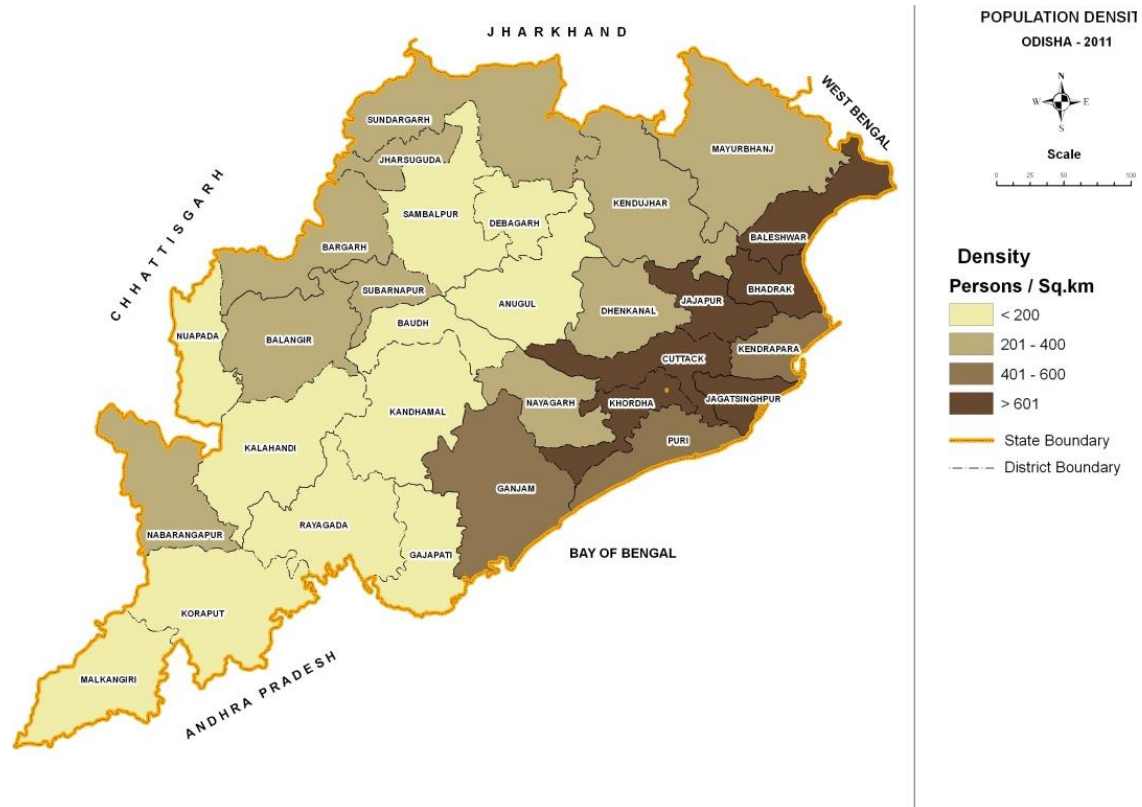 POPULATION DENSIT
ODISHA - 2011
N
W E
S
Scale
0 25 50 100
Density
Persons / Sq.km
< 200
201 - 400
401 - 600
> 601
State Boundary
District Boundary
JHARKHAND
WEST BENGAL
CHHATTISGARH
ANDHRA PRADESH
BAY OF BENGAL
SUNDARGARH
MAYURBHANJ
JHARSUGUDA
KENDUJHAR
SAMBALPUR
DEBAGARH
BALESHWAR
BARGARH
BHADRAK
SUBARNAPUR
ANUGUL
JAJAPUR
DHENKANAL
BAUDH
NUAPADA
BALANGIR
KENDRAPARA
CUTTACK
JAGATSINGHPUR
NAYAGARH
KHORDHA
KANDHAMAL
PURI
KALAHANDI
GANJAM
RAYAGADA
NABARANGAPUR
GAJAPATI
KORAPUT
MALKANGIRI